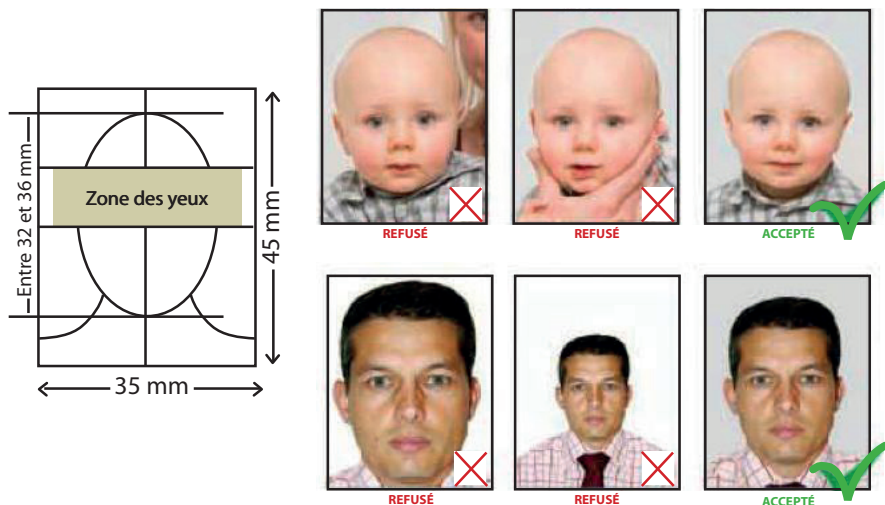 Entre 32 et 36 mm
Zone des yeux
45 mm
35 mm
REFUSÉ
REFUSÉ
ACCEPTÉ
REFUSÉ
REFUSÉ
ACCEPTÉ